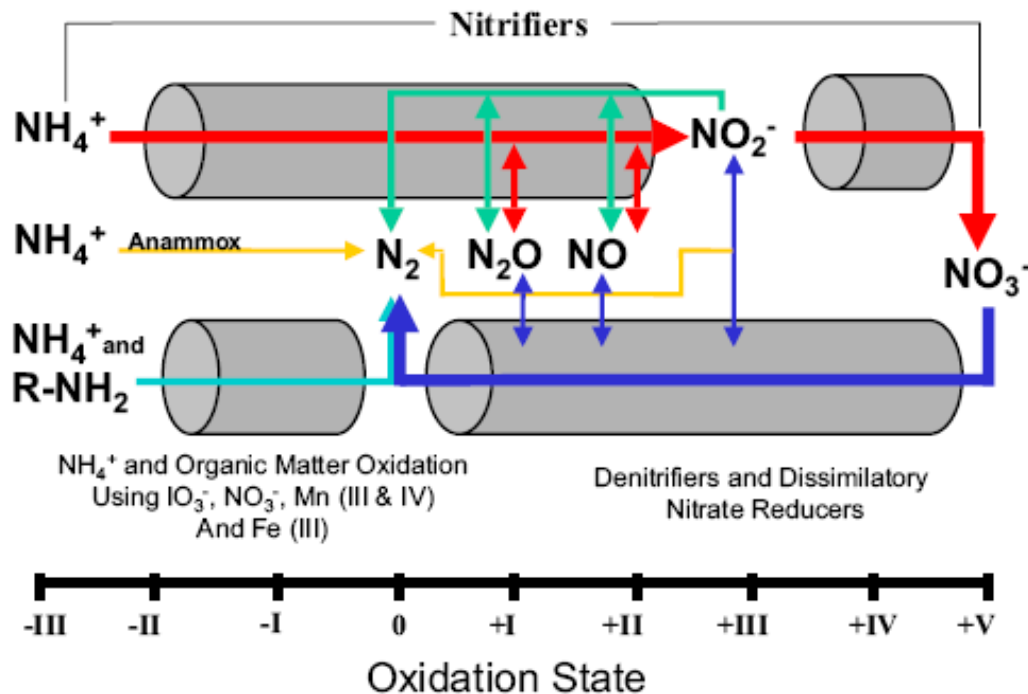 Nitrifiers
NH₄⁺
NO₂⁻
NH₄⁺
Anammox
N₂
N₂O
NO
NO₃⁻
NH₄⁺ and
R-NH₂
NH₄⁺ and Organic Matter Oxidation
Using IO₃⁻, NO₃⁻, Mn (III & IV)
And Fe (III)
Denitrifiers and Dissimilatory
Nitrate Reducers
-III -II -I 0 +I +II +III +IV +V
Oxidation State